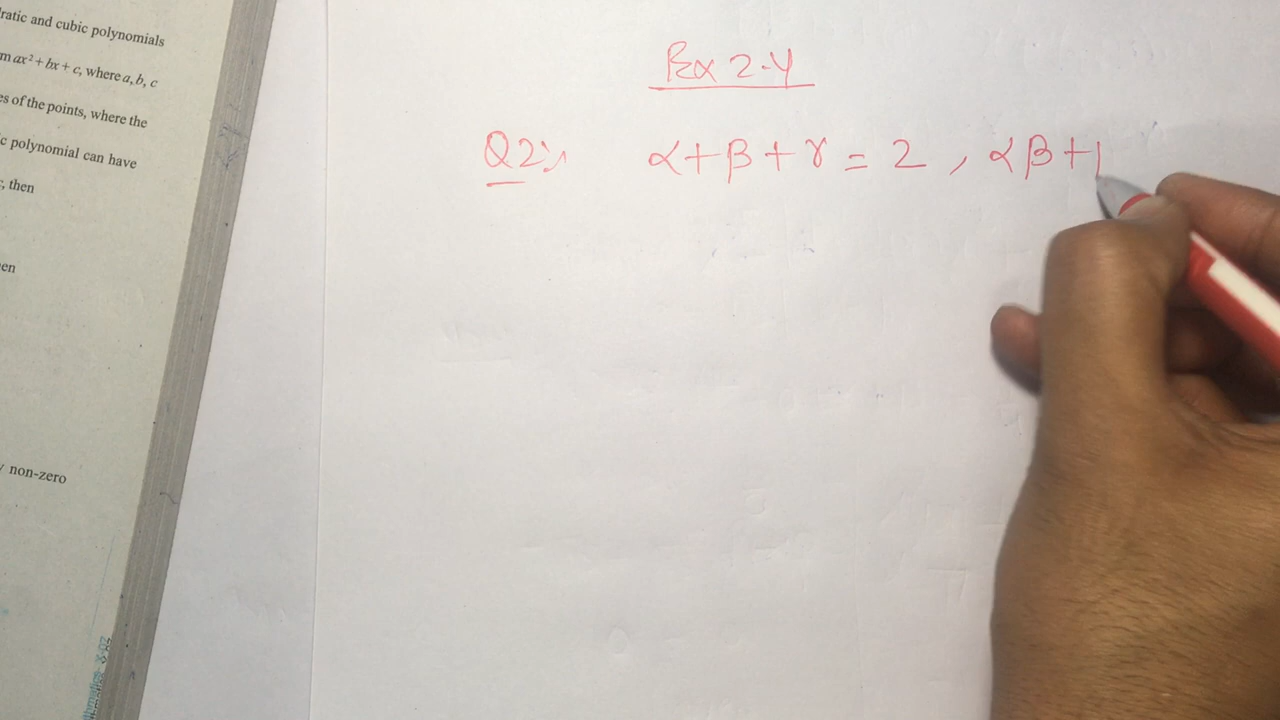 ratic and cubic polynomials
m ax² + bx + c, where a, b, c
es of the points, where the
c polynomial can have
, then
en
y non-zero
Ex 2.4
Q2:, α+β+γ = 2 , αβ+